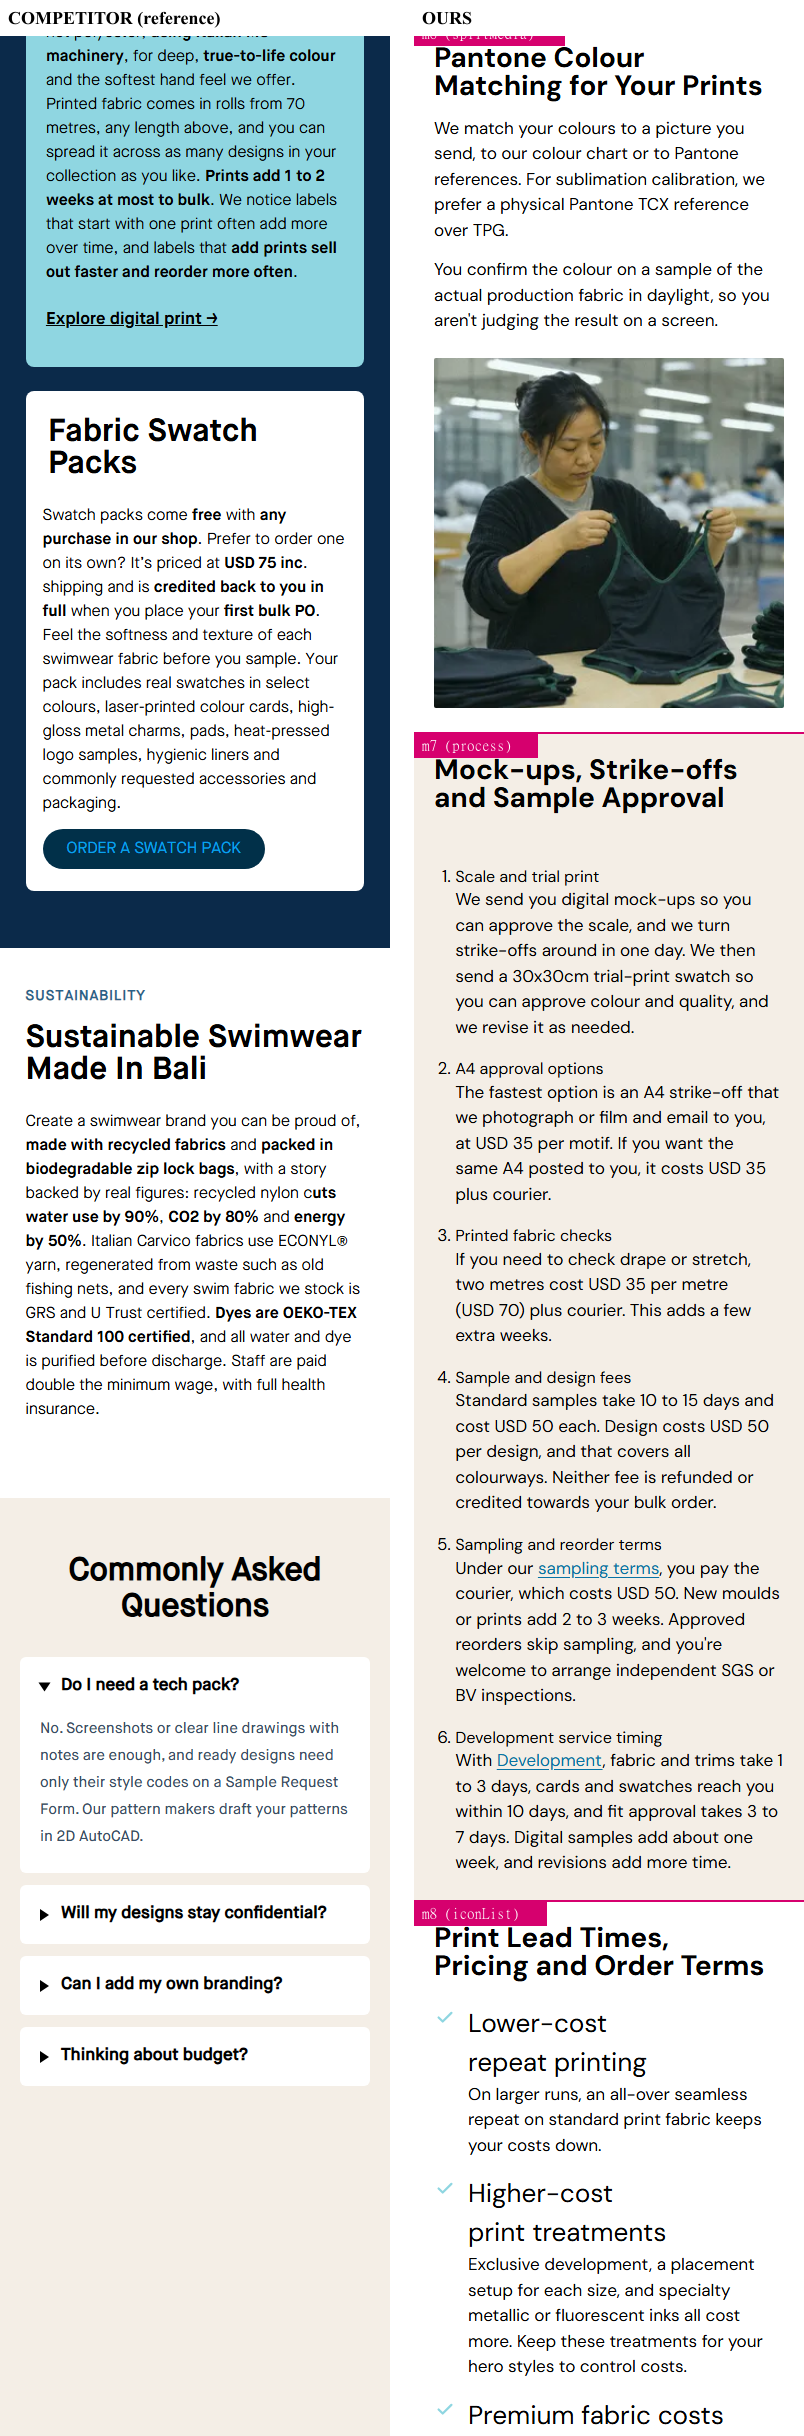 COMPETITOR (reference)
machinery, for deep, true-to-life colour
and the softest hand feel we offer.
Printed fabric comes in rolls from 70
metres, any length above, and you can
spread it across as many designs in your
collection as you like. Prints add 1 to 2
weeks at most to bulk. We notice labels
that start with one print often add more
over time, and labels that add prints sell
out faster and reorder more often.
Explore digital print →
Fabric Swatch
Packs
Swatch packs come free with any
purchase in our shop. Prefer to order one
on its own? It's priced at USD 75 inc.
shipping and is credited back to you in
full when you place your first bulk PO.
Feel the softness and texture of each
swimwear fabric before you sample. Your
pack includes real swatches in select
colours, laser-printed colour cards, high-
gloss metal charms, pads, heat-pressed
logo samples, hygienic liners and
commonly requested accessories and
packaging.
ORDER A SWATCH PACK
SUSTAINABILITY
Sustainable Swimwear
Made In Bali
Create a swimwear brand you can be proud of,
made with recycled fabrics and packed in
biodegradable zip lock bags, with a story
backed by real figures: recycled nylon cuts
water use by 90%, CO2 by 80% and energy
by 50%. Italian Carvico fabrics use ECONYL®
yarn, regenerated from waste such as old
fishing nets, and every swim fabric we stock is
GRS and U Trust certified. Dyes are OEKO-TEX
Standard 100 certified, and all water and dye
is purified before discharge. Staff are paid
double the minimum wage, with full health
insurance.
Commonly Asked
Questions
Do I need a tech pack?
No. Screenshots or clear line drawings with
notes are enough, and ready designs need
only their style codes on a Sample Request
Form. Our pattern makers draft your patterns
in 2D AutoCAD.
Will my designs stay confidential?
Can I add my own branding?
Thinking about budget?
OURS
Pantone Colour
Matching for Your Prints
We match your colours to a picture you
send, to our colour chart or to Pantone
references. For sublimation calibration, we
prefer a physical Pantone TCX reference
over TPG.
You confirm the colour on a sample of the
actual production fabric in daylight, so you
aren't judging the result on a screen.
m7 (process)
Mock-ups, Strike-offs
and Sample Approval
1. Scale and trial print
We send you digital mock-ups so you
can approve the scale, and we turn
strike-offs around in one day. We then
send a 30x30cm trial-print swatch so
you can approve colour and quality, and
we revise it as needed.
2. A4 approval options
The fastest option is an A4 strike-off that
we photograph or film and email to you,
at USD 35 per motif. If you want the
same A4 posted to you, it costs USD 35
plus courier.
3. Printed fabric checks
If you need to check drape or stretch,
two metres cost USD 35 per metre
(USD 70) plus courier. This adds a few
extra weeks.
4. Sample and design fees
Standard samples take 10 to 15 days and
cost USD 50 each. Design costs USD 50
per design, and that covers all
colourways. Neither fee is refunded or
credited towards your bulk order.
5. Sampling and reorder terms
Under our sampling terms, you pay the
courier, which costs USD 50. New moulds
or prints add 2 to 3 weeks. Approved
reorders skip sampling, and you're
welcome to arrange independent SGS or
BV inspections.
6. Development service timing
With Development, fabric and trims take 1
to 3 days, cards and swatches reach you
within 10 days, and fit approval takes 3 to
7 days. Digital samples add about one
week, and revisions add more time.
m8 (iconList)
Print Lead Times,
Pricing and Order Terms
Lower-cost
repeat printing
On larger runs, an all-over seamless
repeat on standard print fabric keeps
your costs down.
Higher-cost
print treatments
Exclusive development, a placement
setup for each size, and specialty
metallic or fluorescent inks all cost
more. Keep these treatments for your
hero styles to control costs.
Premium fabric costs